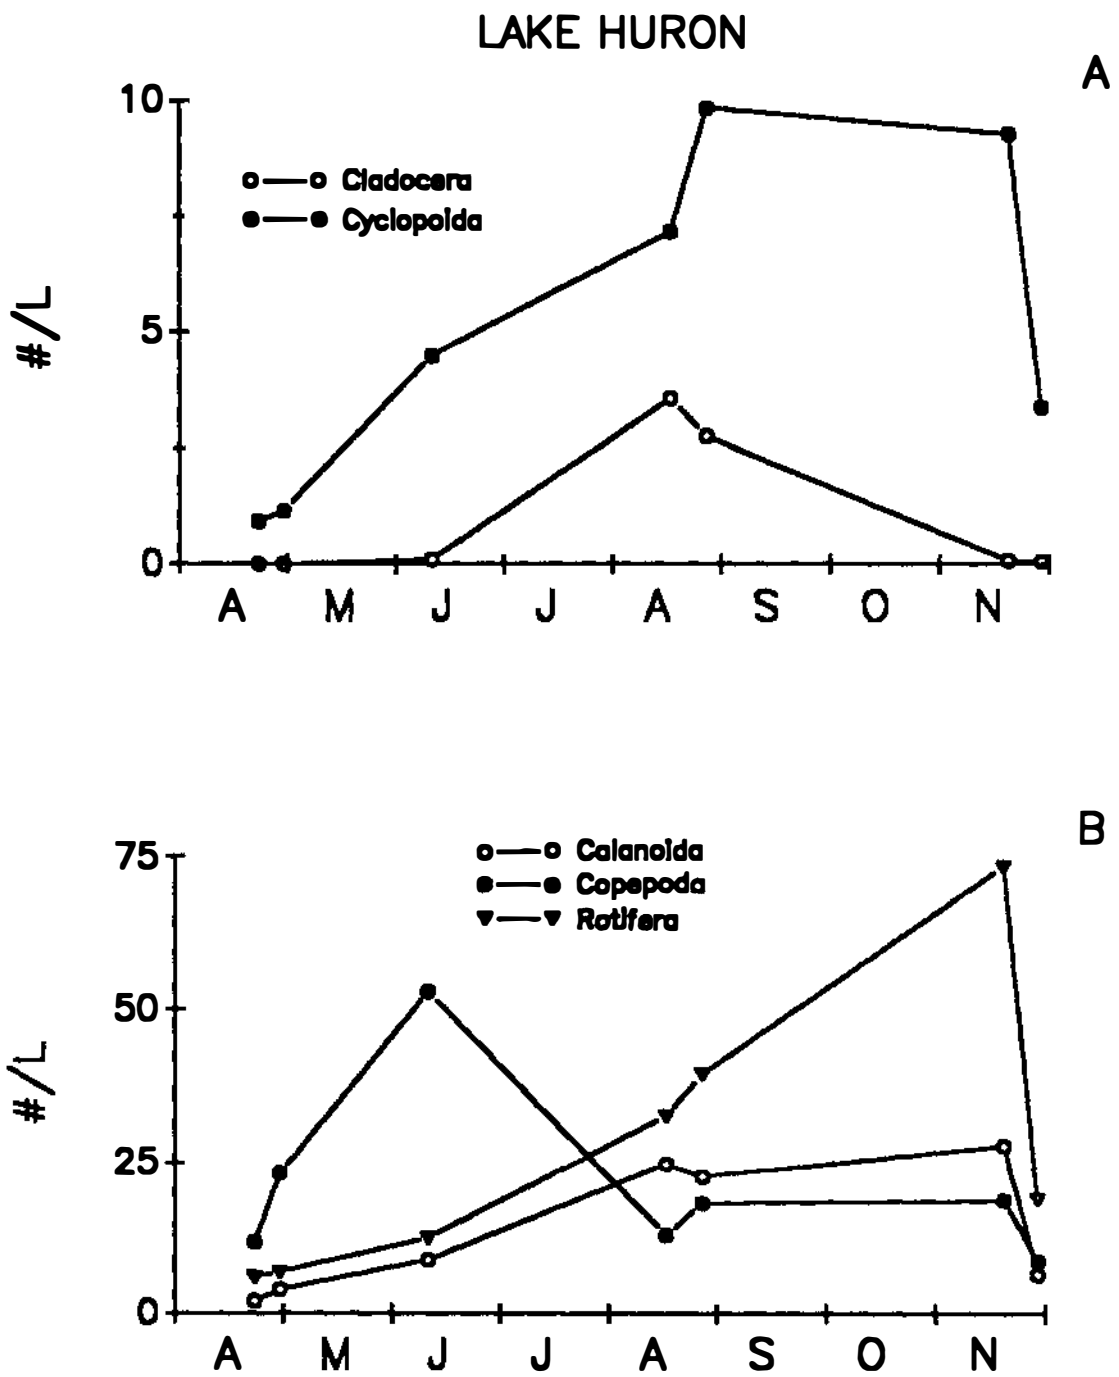 LAKE HURON
A
10
Cladocera
Cyclopoida
#/L
5
0
A M J J A S O N
B
75
Calanoida
Copepoda
Rotifera
50
#/L
25
0
A M J J A S O N